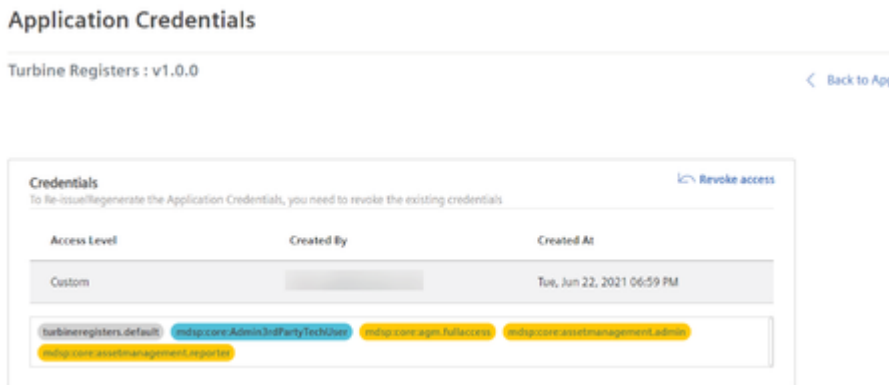 Application Credentials
Turbine Registers : v1.0.0
Back to App
Credentials
Revoke access
To Re-issue/Regenerate the Application Credentials, you need to revoke the existing credentials
Access Level Created By Created At
Custom Tue, Jun 22, 2021 06:59 PM
turbineregisters.default mdsp:core:Admin3rdPartyTechUser mdsp:core:agm.fullaccess mdsp:core:assetmanagement.admin
mdsp:core:assetmanagement.reporter